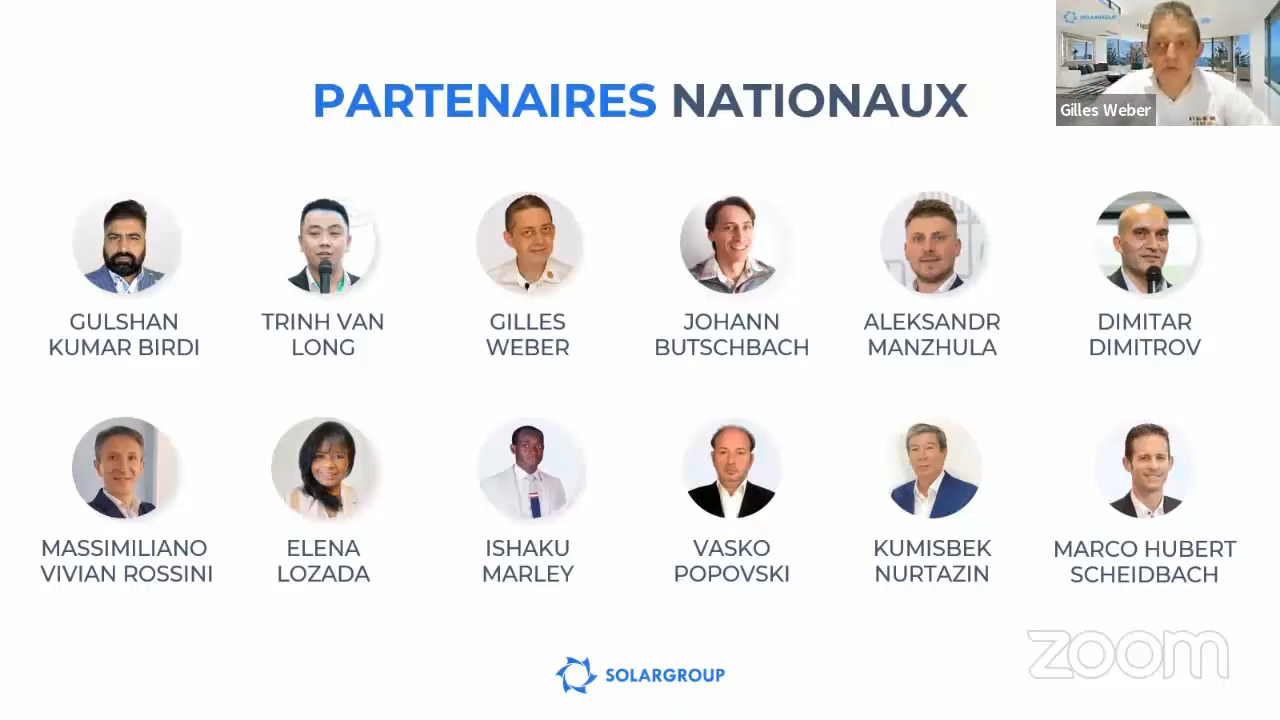 PARTENAIRES NATIONAUX
SOLARGROUP
Gilles Weber
GULSHAN
KUMAR BIRDI
TRINH VAN
LONG
GILLES
WEBER
JOHANN
BUTSCHBACH
ALEKSANDR
MANZHULA
DIMITAR
DIMITROV
MASSIMILIANO
VIVIAN ROSSINI
ELENA
LOZADA
ISHAKU
MARLEY
VASKO
POPOVSKI
KUMISBEK
NURTAZIN
MARCO HUBERT
SCHEIDBACH
zoom
SOLARGROUP